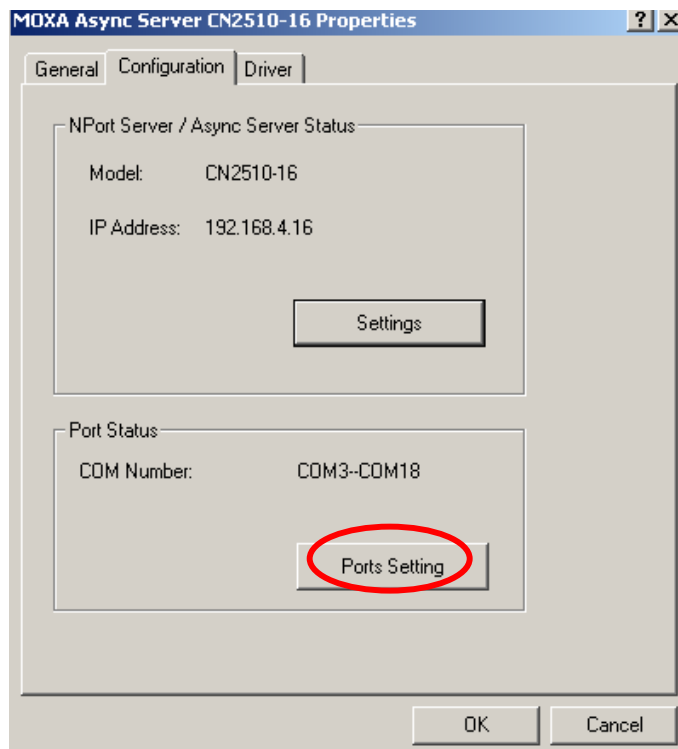 MOXA Async Server CN2510-16 Properties ? X
General Configuration Driver
NPort Server / Async Server Status
Model: CN2510-16
IP Address: 192.168.4.16
Settings
Port Status
COM Number: COM3--COM18
Ports Setting
OK Cancel